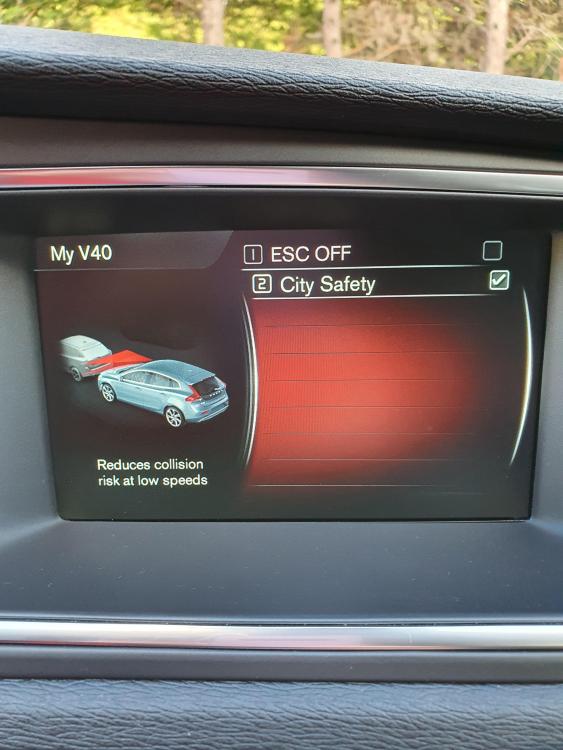 My V40
1 ESC OFF
2 City Safety
Reduces collision
risk at low speeds